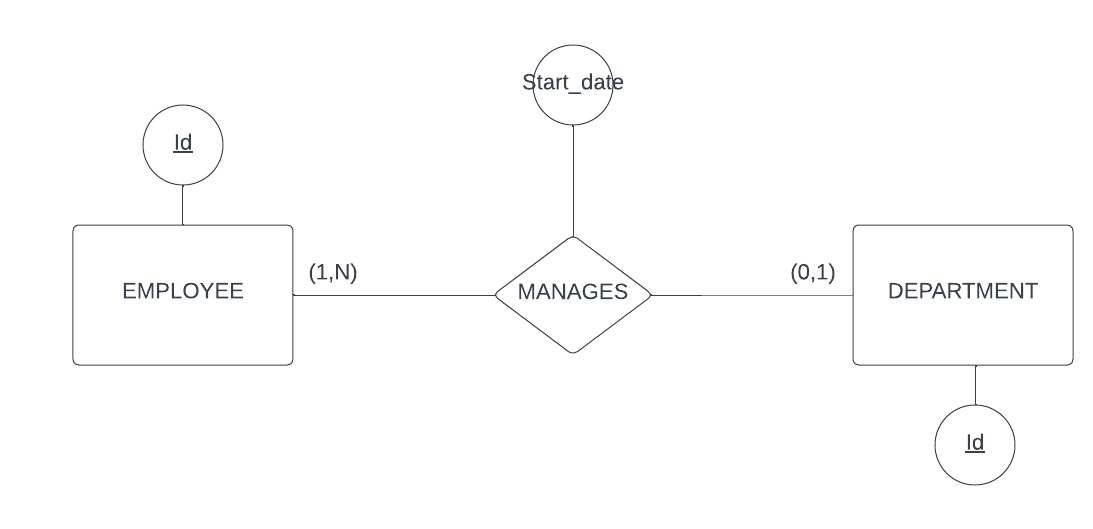 Start_date
Id
(1,N)
(0,1)
EMPLOYEE
MANAGES
DEPARTMENT
Id